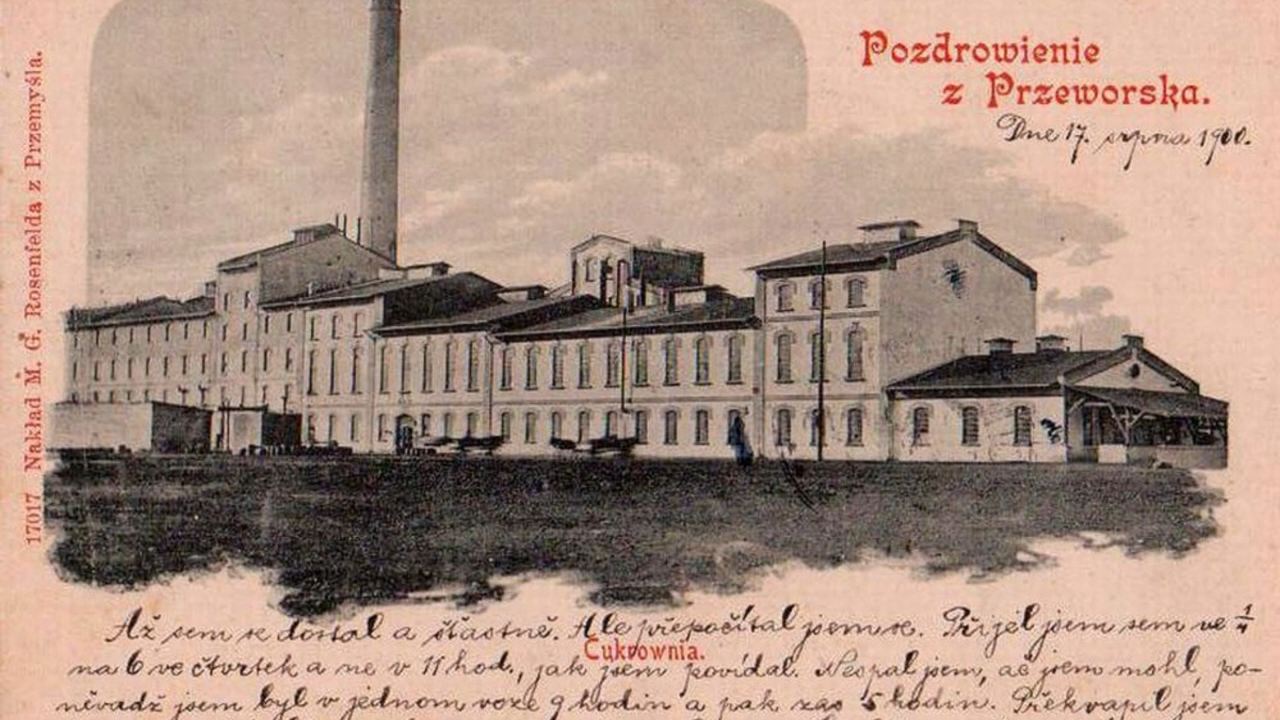 Pozdrowienie
z Przeworska.
Dne 17. srpna 1900.
17017 Nakład M. G. Rosenfelda z Przemyśla.
Cukrownia.
Až sem se dostal a šťastně. Ale přepočítal jsem se. Přijel jsem sem ve 1/4
na 6 ve čtvrtek a ne v 11 hod., jak jsem povídal. Nespal jsem, ač jsem mohl, po-
něvadž jsem byl v jednom voze 9 hodin a pak zas 5 hodin. Překvapil jsem